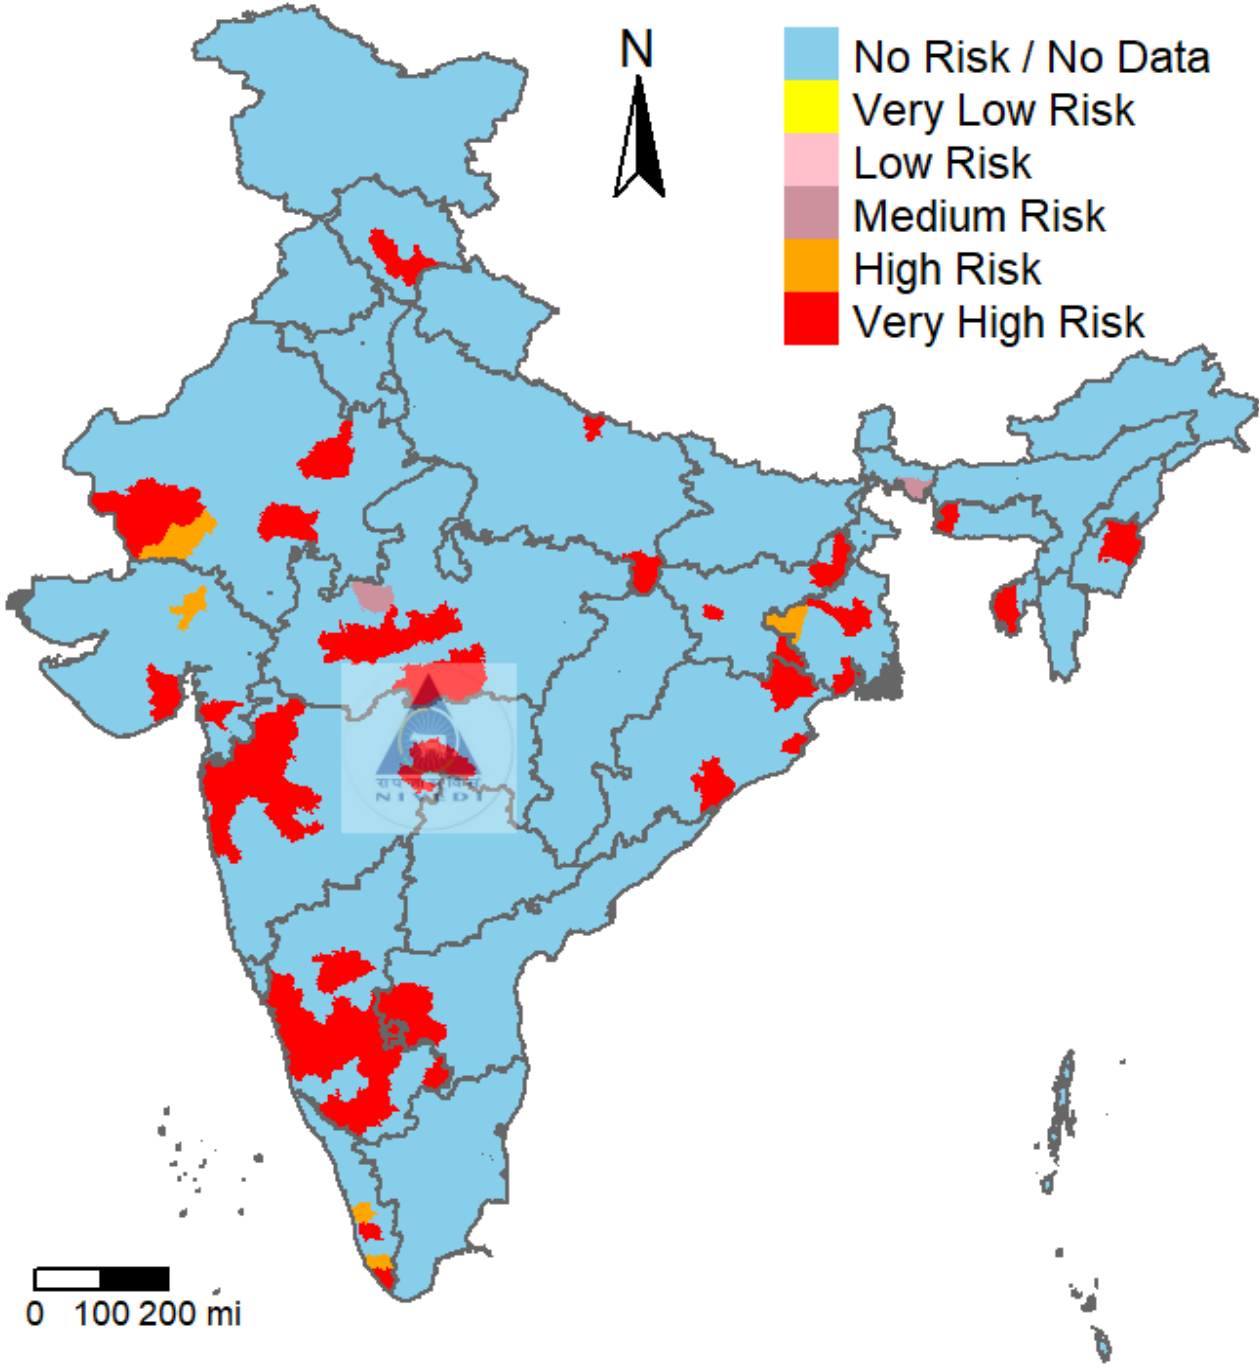 N
No Risk / No Data
Very Low Risk
Low Risk
Medium Risk
High Risk
Very High Risk
NIVEDI
0 100 200 mi